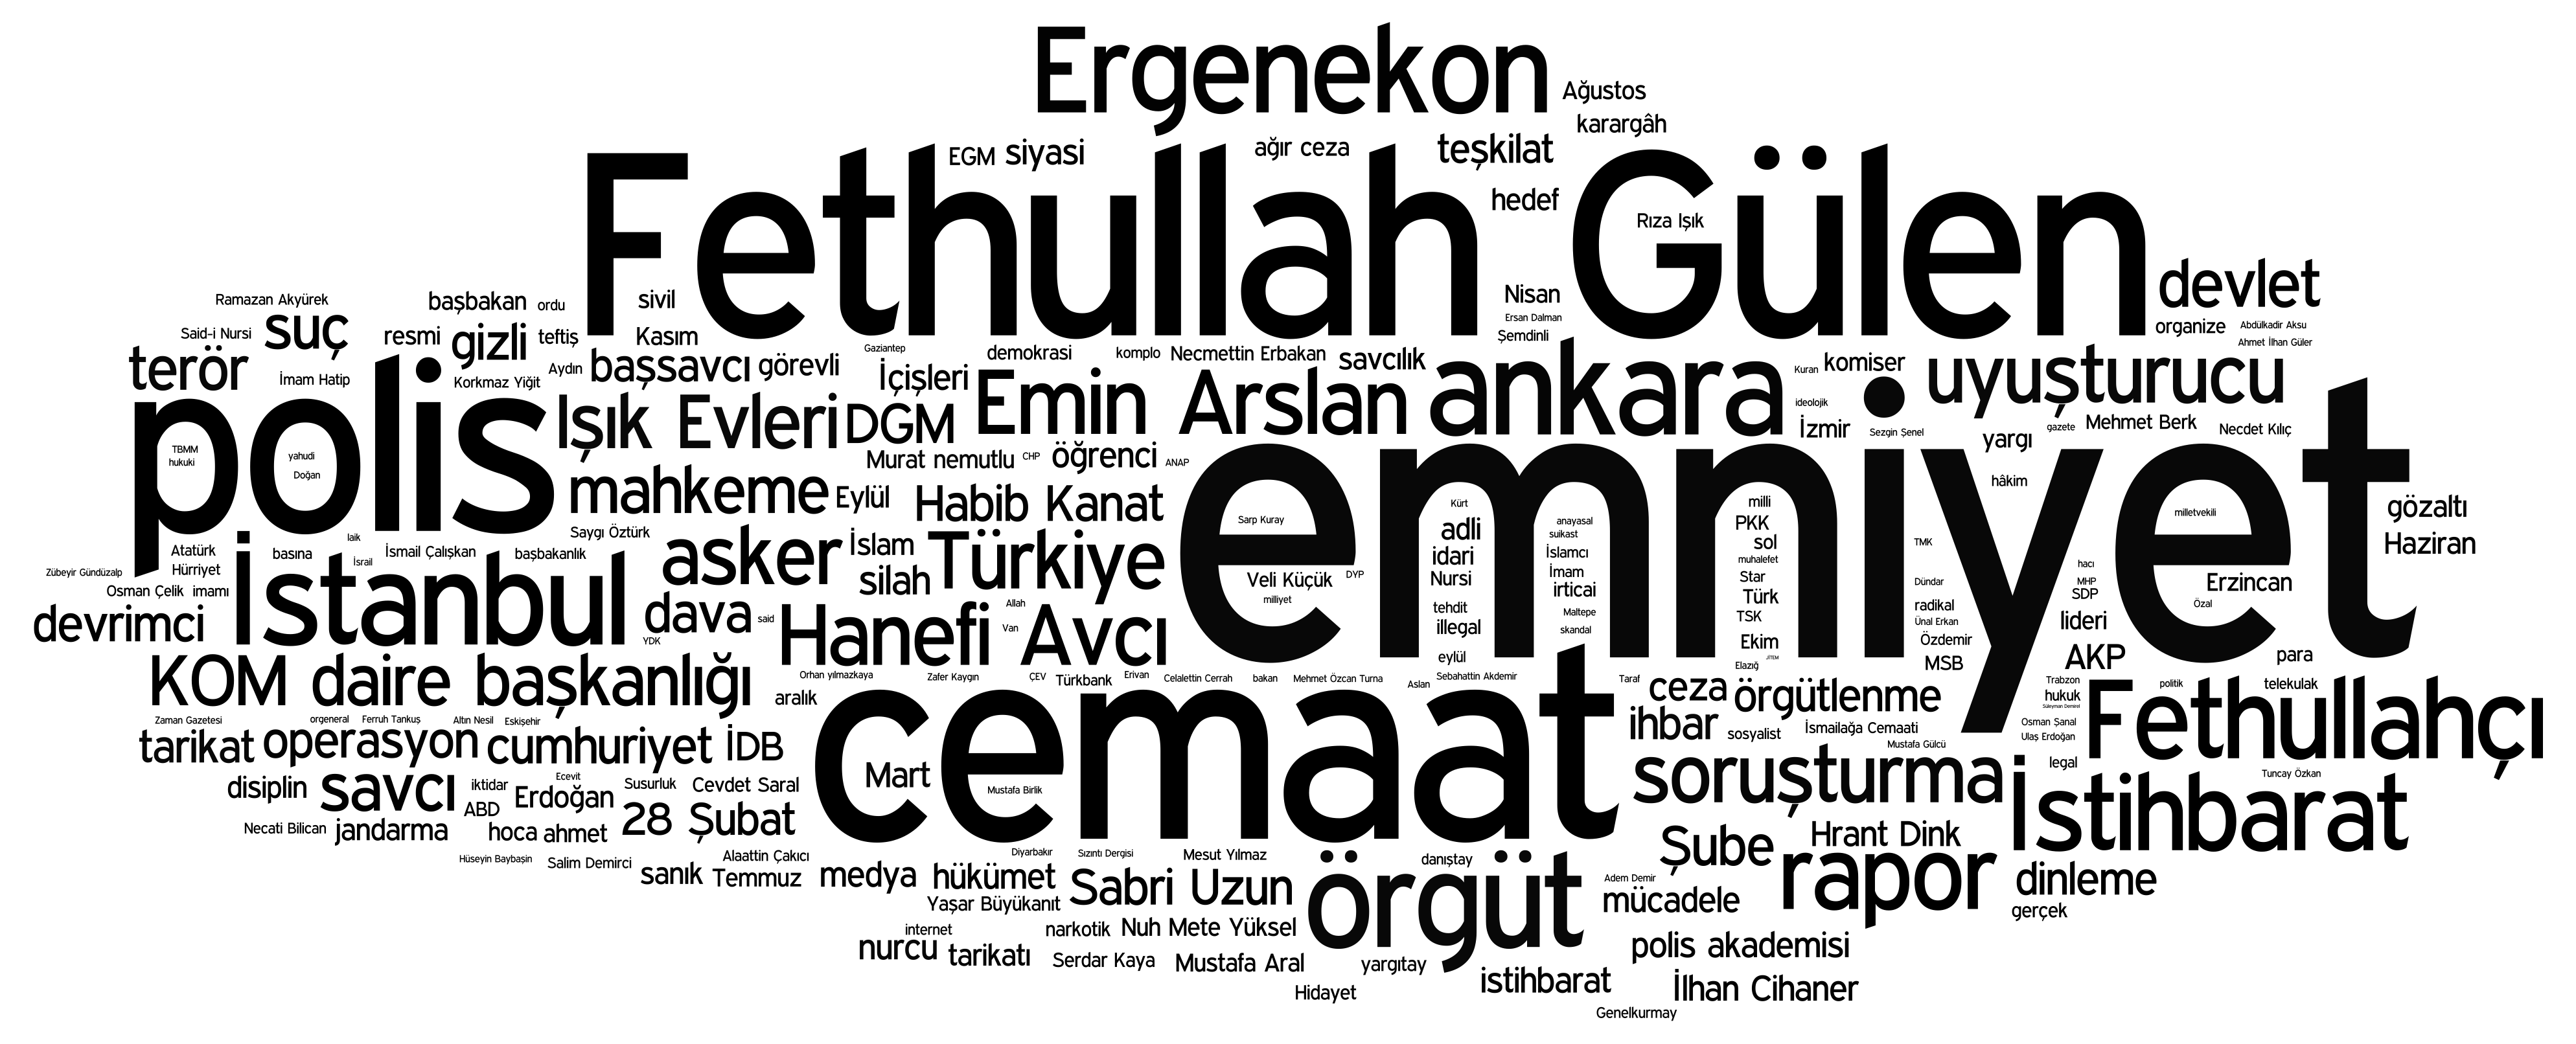 Ergenekon
Ağustos
karargâh
EGM
siyasi
ağır ceza
teşkilat
Fethullah Gülen
hedef
Rıza Işık
devlet
Nisan
Ersan Dalman
Şemdinli
organize
Abdülkadir Aksu
Ahmet İlhan Güler
Ramazan Akyürek
başbakan
ordu
sivil
Said-i Nursi
suç
resmi
gizli
teftiş
Kasım
terör
İmam Hatip
Korkmaz Yiğit
Aydın
başsavcı
görevli
Gaziantep
İçişleri
demokrasi
komplo
Necmettin Erbakan
savcılık
ankara
Kuran
komiser
uyuşturucu
polis
Işık Evleri
DGM
Emin Arslan
ideolojik
İzmir
Sezgin Şenel
yargı
gazete
Mehmet Berk
Necdet Kılıç
TBMM
hukuki
yahudi
Doğan
Murat nemutlu
CHP
öğrenci
ANAP
emniyet
hâkim
mahkeme
Eylül
Habib Kanat
Kürt
milli
Sarp Kuray
adli
anayasal
suikast
PKK
sol
milletvekili
gözaltı
Haziran
Saygı Öztürk
laik
Atatürk
Hürriyet
basına
İsrail
İsmail Çalışkan
başbakanlık
asker
İslam
silah
Türkiye
idari
Nursi
İslamcı
İmam
irticai
muhalefet
Star
Türk
TSK
TMK
Zübeyir Gündüzalp
Osman Çelik
imamı
İstanbul
Veli Küçük
DYP
milliyet
Dündar
hacı
MHP
SDP
Erzincan
Özal
devrimci
dava
said
YDK
Allah
Van
Hanefi Avcı
tehdit
illegal
Maltepe
skandal
radikal
Ünal Erkan
Özdemir
lideri
Ekim
JİTEM
Elazığ
eylül
MSB
AKP
para
KOM daire başkanlığı
aralık
Orhan yılmazkaya
Zafer Kaygın
ÇEV
Türkbank
Erivan
Celalettin Cerrah
bakan
Mehmet Özcan Turna
Aslan
Sebahattin Akdemir
Taraf
ceza
örgütlenme
Trabzon
hukuk
Süleyman Demirel
politik
telekulak
Fethullahçı
Zaman Gazetesi
orgeneral
Ferruh Tankuş
Altın Nesil
Eskişehir
cemaat
ihbar
sosyalist
İsmailağa Cemaati
Mustafa Gülcü
Osman Şanal
Ulaş Erdoğan
tarikat
operasyon
cumhuriyet
İDB
Mart
Mustafa Birlik
soruşturma
legal
Tuncay Özkan
İstihbarat
disiplin
savcı
iktidar
Ecevit
Erdoğan
Susurluk
Cevdet Saral
ABD
Necati Bilican
jandarma
hoca
ahmet
28 Şubat
Şube
Hrant Dink
Hüseyin Baybaşin
Salim Demirci
Alaattin Çakıcı
sanık
Temmuz
medya
Diyarbakır
Sızıntı Dergisi
Mesut Yılmaz
danıştay
rapor
dinleme
hükümet
Sabri Uzun
örgüt
Adem Demir
mücadele
gerçek
Yaşar Büyükanıt
internet
narkotik
Nuh Mete Yüksel
nurcu
tarikatı
Serdar Kaya
Mustafa Aral
yargıtay
polis akademisi
istihbarat
İlhan Cihaner
Hidayet
Genelkurmay